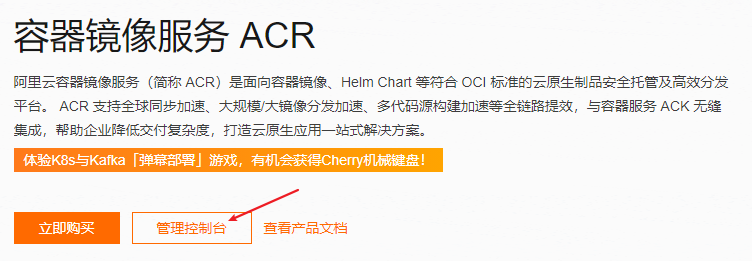 容器镜像服务 ACR
阿里云容器镜像服务（简称 ACR）是面向容器镜像、Helm Chart 等符合 OCI 标准的云原生制品安全托管及高效分发
平台。 ACR 支持全球同步加速、大规模/大镜像分发加速、多代码源构建加速等全链路提效，与容器服务 ACK 无缝
集成，帮助企业降低交付复杂度，打造云原生应用一站式解决方案。
体验K8s与Kafka「弹幕部署」游戏，有机会获得Cherry机械键盘！
立即购买 管理控制台 查看产品文档